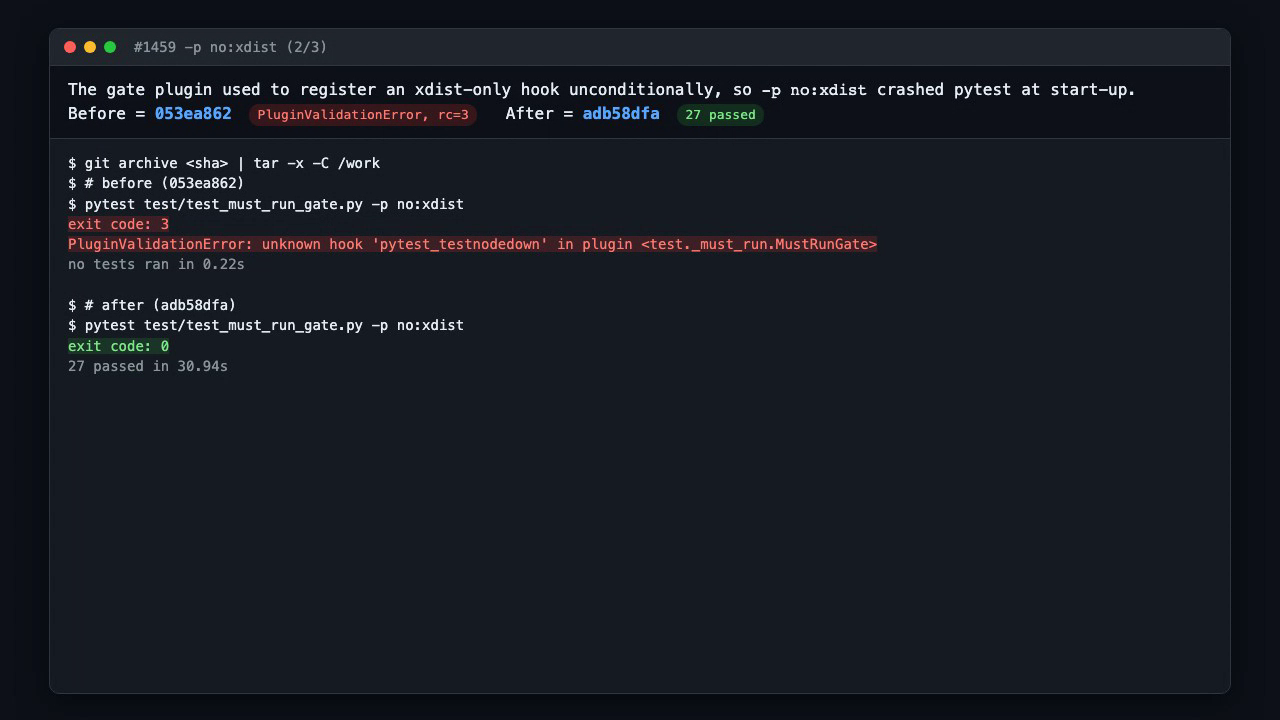 #1459 -p no:xdist (2/3)
The gate plugin used to register an xdist-only hook unconditionally, so -p no:xdist crashed pytest at start-up.
Before = 053ea862 PluginValidationError, rc=3 After = adb58dfa 27 passed
$ git archive <sha> | tar -x -C /work
$ # before (053ea862)
$ pytest test/test_must_run_gate.py -p no:xdist
exit code: 3
PluginValidationError: unknown hook 'pytest_testnodedown' in plugin <test._must_run.MustRunGate>
no tests ran in 0.22s
$ # after (adb58dfa)
$ pytest test/test_must_run_gate.py -p no:xdist
exit code: 0
27 passed in 30.94s